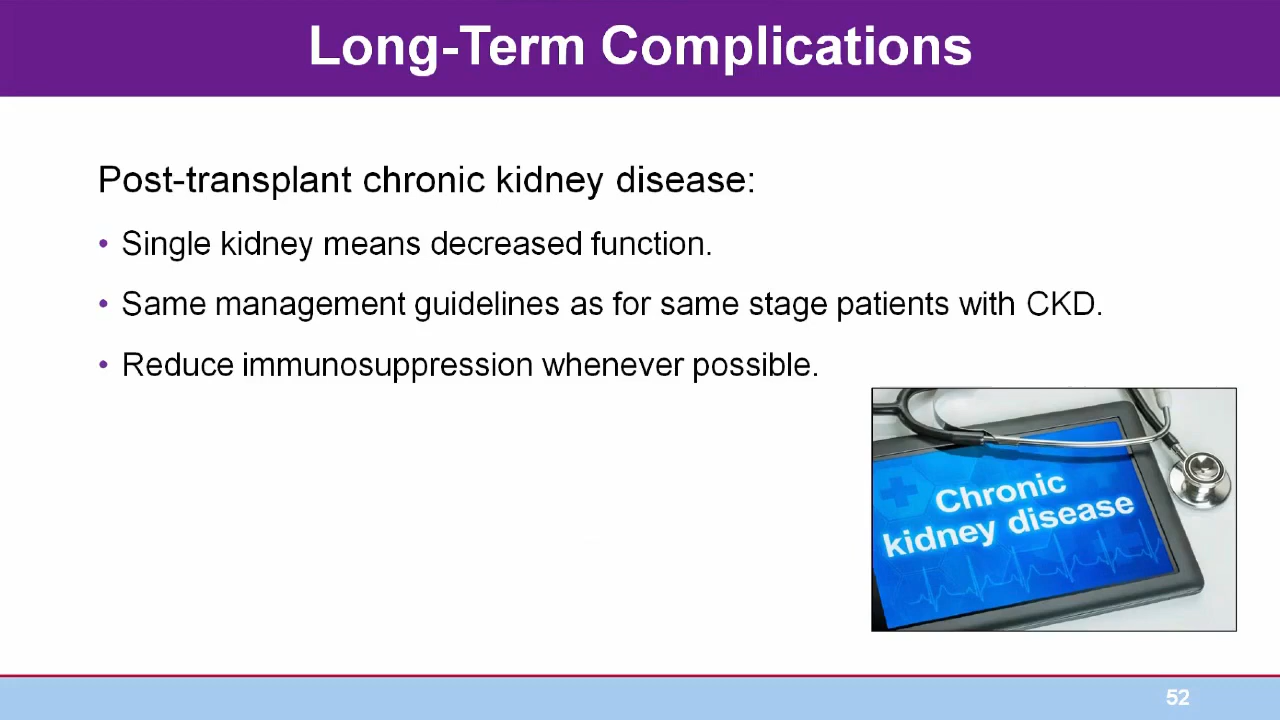 Long-Term Complications
Post-transplant chronic kidney disease:
• Single kidney means decreased function.
• Same management guidelines as for same stage patients with CKD.
• Reduce immunosuppression whenever possible.
Chronic
kidney disease
52